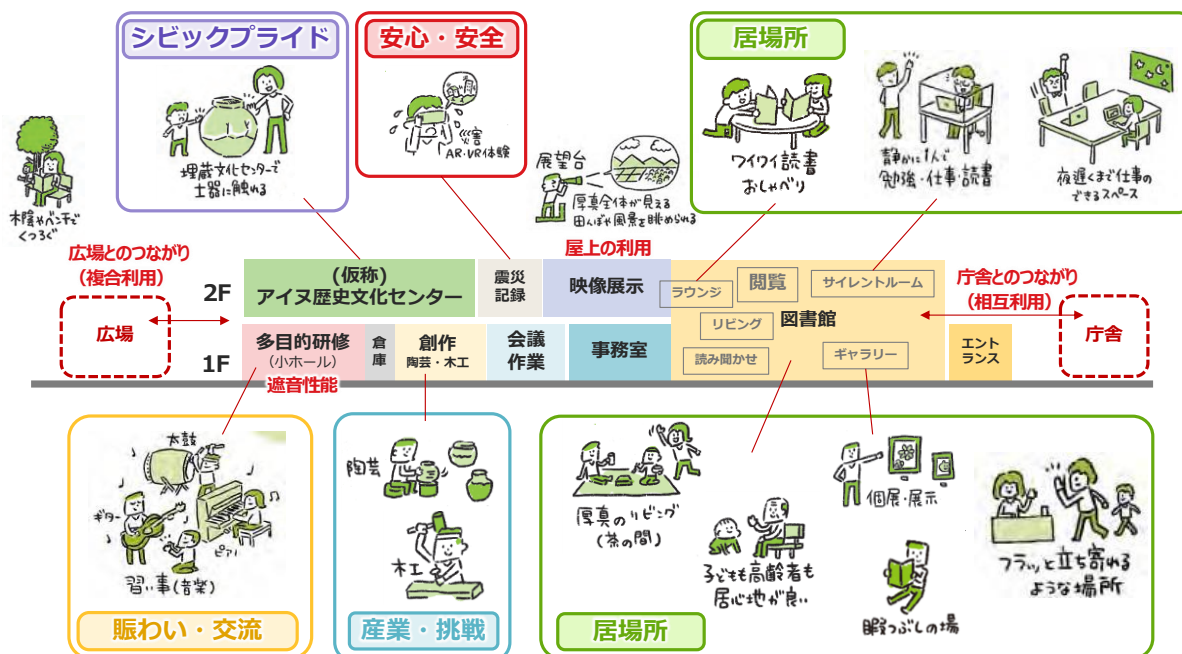 シビックプライド
埋蔵文化センターで
土器に触れる
安心・安全
災害
AR・VR体験
居場所
ワイワイ読書
おしゃべり
静かに1人で
勉強・仕事・読書
夜遅くまで仕事の
できるスペース
木陰やベンチで
くつろぐ
展望台
厚真全体が見える
田んぼや風景を眺められる
広場とのつながり
(複合利用)
屋上の利用
庁舎とのつながり
(相互利用)
広場
庁舎
2F
(仮称)
アイヌ歴史文化センター
震災
記録
映像展示
ラウンジ
閲覧
サイレントルーム
リビング
図書館
読み聞かせ
ギャラリー
1F
多目的研修
(小ホール)
遮音性能
倉
庫
創作
陶芸・木工
会議
作業
事務室
エント
ランス
太鼓
ギター
ピアノ
習い事(音楽)
賑わい・交流
陶芸
木工
産業・挑戦
厚真のリビング
(茶の間)
子どもも高齢者も
居心地が良い
個展・展示
暇つぶしの場
フラッと立ち寄れる
ような場所
居場所